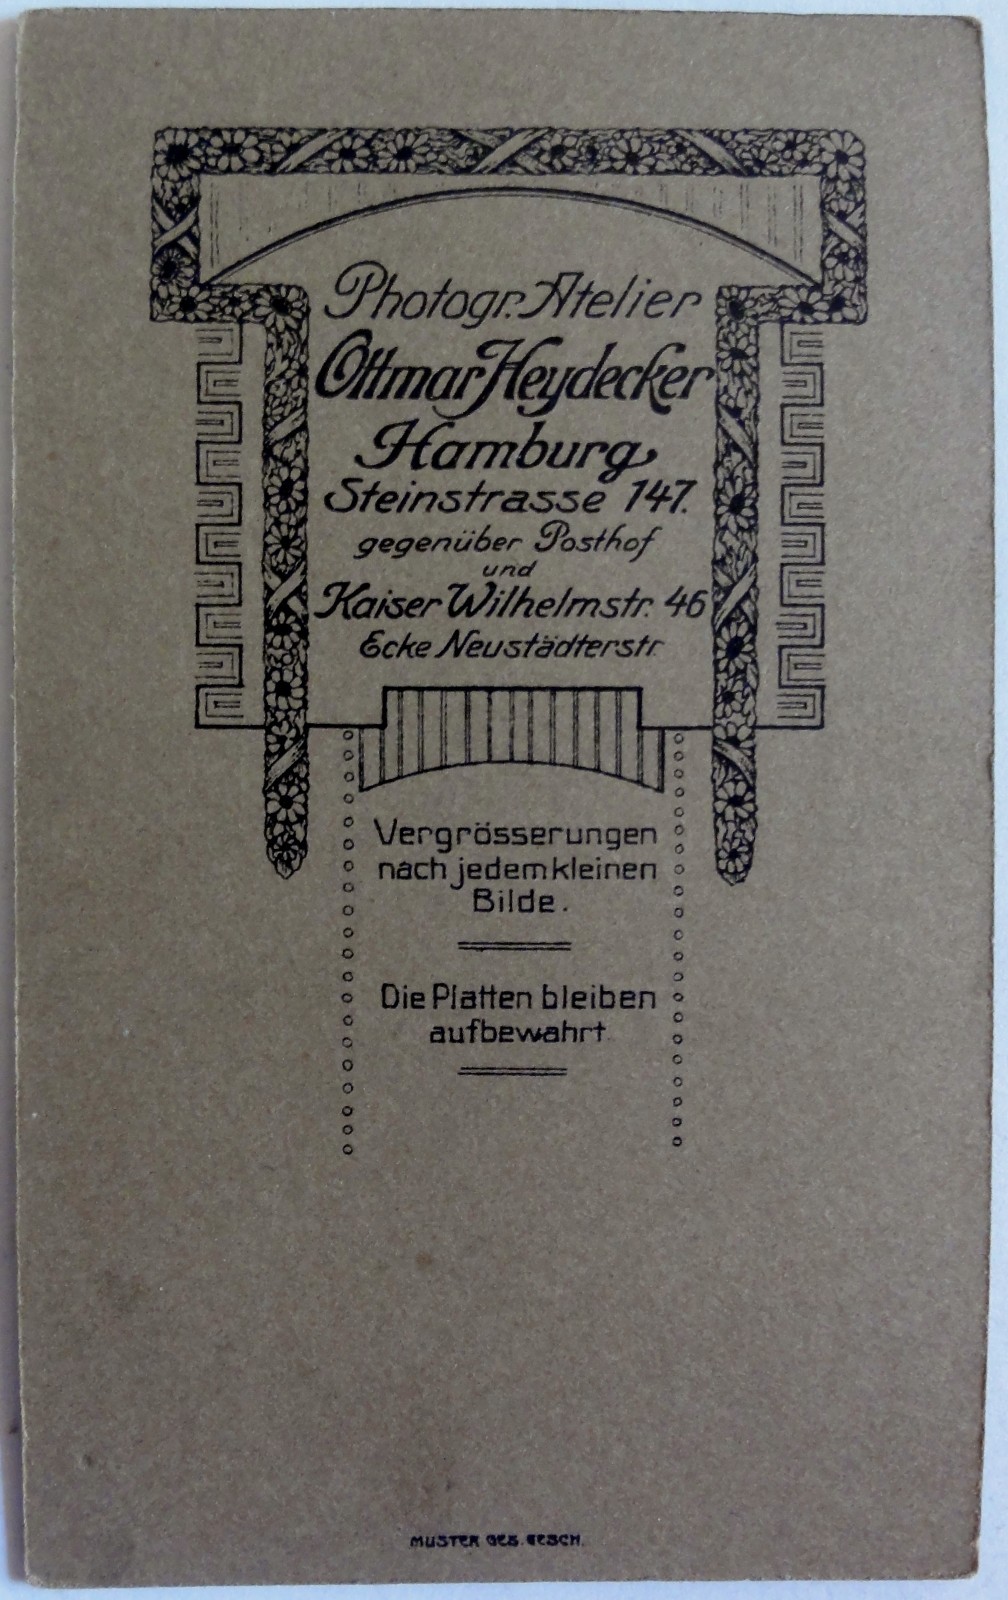 Photogr. Atelier
Ottmar Heydecker
Hamburg
Steinstrasse 147.
gegenüber Posthof
und
Kaiser Wilhelmstr. 46
Ecke Neustädterstr.
Vergrösserungen
nach jedem kleinen
Bilde.
Die Platten bleiben
aufbewahrt
MUSTER GES. GESCH.